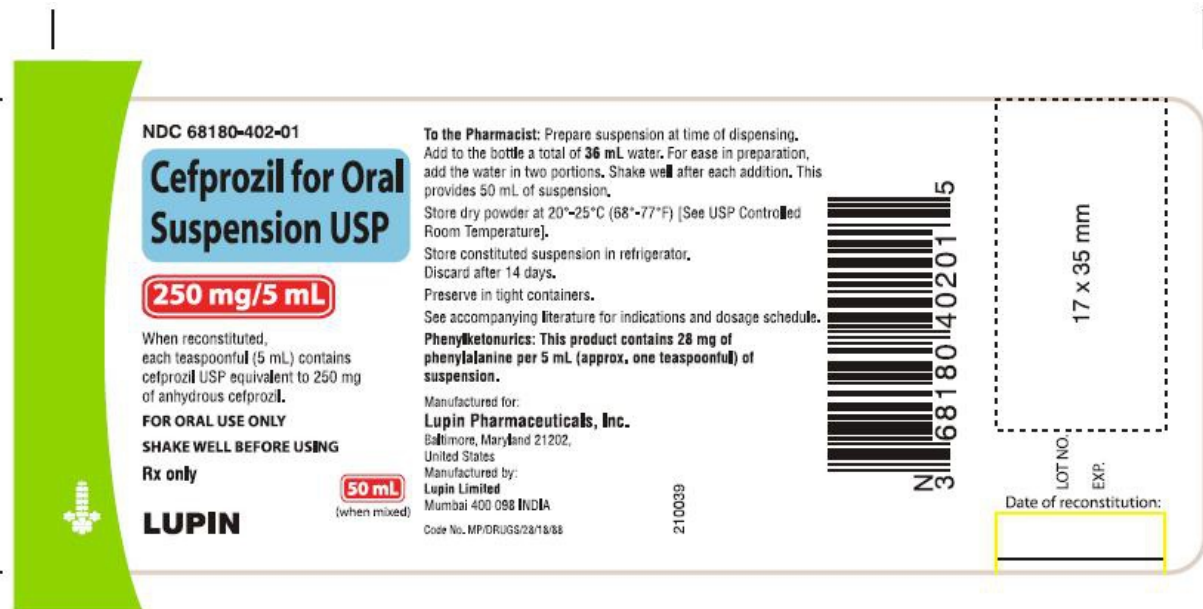 NDC 68180-402-01
Cefprozil for Oral
Suspension USP
250 mg/5 mL
When reconstituted,
each teaspoonful (5 mL) contains
cefprozil USP equivalent to 250 mg
of anhydrous cefprozil.
FOR ORAL USE ONLY
SHAKE WELL BEFORE USING
Rx only
50 mL
(when mixed)
LUPIN
To the Pharmacist: Prepare suspension at time of dispensing.
Add to the bottle a total of 36 mL water. For ease in preparation,
add the water in two portions. Shake well after each addition. This
provides 50 mL of suspension.
Store dry powder at 20°-25°C (68°-77°F) [See USP Controlled
Room Temperature].
Store constituted suspension in refrigerator.
Discard after 14 days.
Preserve in tight containers.
See accompanying literature for indications and dosage schedule.
Phenylketonurics: This product contains 28 mg of
phenylalanine per 5 mL (approx. one teaspoonful) of
suspension.
Manufactured for:
Lupin Pharmaceuticals, Inc.
Baltimore, Maryland 21202,
United States
Manufactured by:
Lupin Limited
Mumbai 400 098 INDIA
Code No. MP/DRUGS/28/18/88
210039
N
3 68180 40201 5
17 x 35 mm
LOT NO.
EXP.
Date of reconstitution: